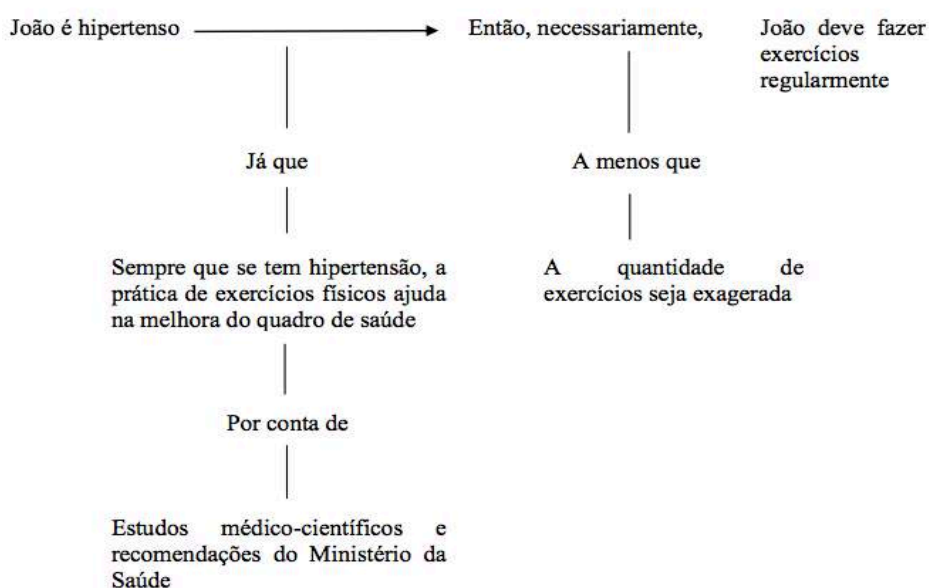 João é hipertenso
Então, necessariamente,
João deve fazer
exercícios
regularmente
Já que
A menos que
Sempre que se tem hipertensão, a
prática de exercícios físicos ajuda
na melhora do quadro de saúde
A quantidade de
exercícios seja exagerada
Por conta de
Estudos médico-científicos e
recomendações do Ministério da
Saúde